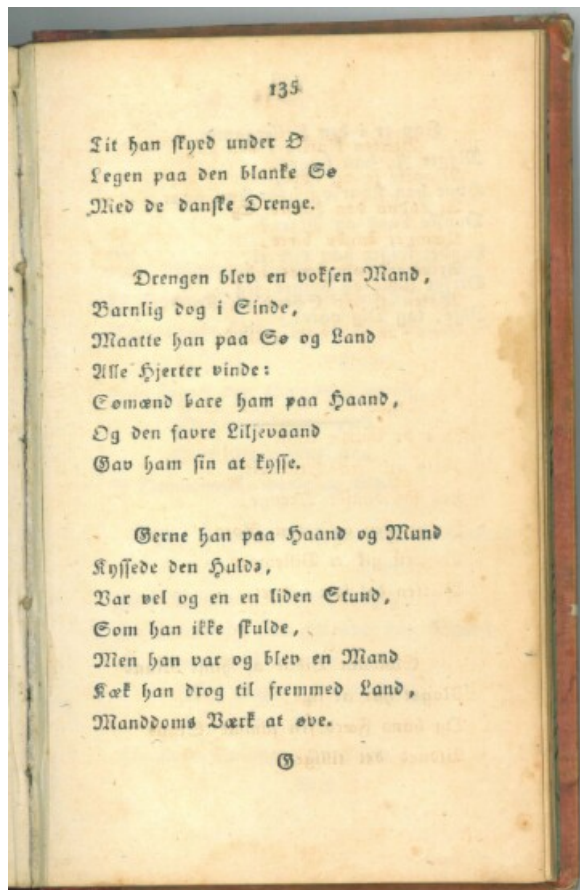 135
Tit han skyed under Ø
Legen paa den blanke Sø
Med de danske Drenge.
Drengen blev en voksen Mand,
Barnlig dog i Sinde,
Maatte han paa Sø og Land
Alle Hjerter vinde:
Sømænd bare ham paa Haand,
Og den favre Liljevaand
Gav ham sin at kysse.
Gerne han paa Haand og Mund
Kyssede den Hulde,
Var vel og en en liden Stund,
Som han ikke skulde,
Men han var og blev en Mand
Kæk han drog til fremmed Land,
Manddoms Værk at øve.
G